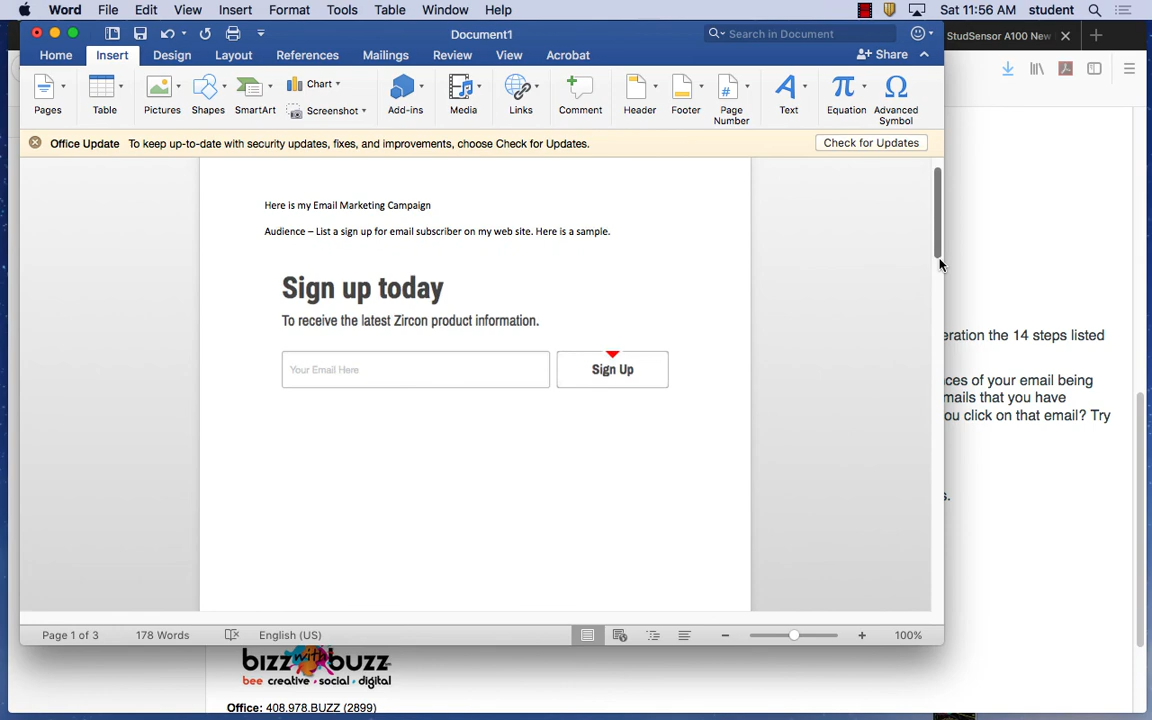 Word File Edit View Insert Format Tools Table Window Help Sat 11:56 AM student
Document1 Search in Document StudSensor A100 New
Home Insert Design Layout References Mailings Review View Acrobat Share
Pages Table Pictures Shapes SmartArt Chart Screenshot Add-ins Media Links Comment Header Footer Page Number Text Equation Advanced Symbol
Office Update To keep up-to-date with security updates, fixes, and improvements, choose Check for Updates. Check for Updates
Here is my Email Marketing Campaign
Audience – List a sign up for email subscriber on my web site. Here is a sample.
Sign up today
To receive the latest Zircon product information.
Your Email Here Sign Up
eration the 14 steps listed
ces of your email being
mails that you have
ou click on that email? Try
s.
Page 1 of 3 178 Words English (US) 100%
bizz with buzz
bee creative · social · digital
Office: 408.978.BUZZ (2899)